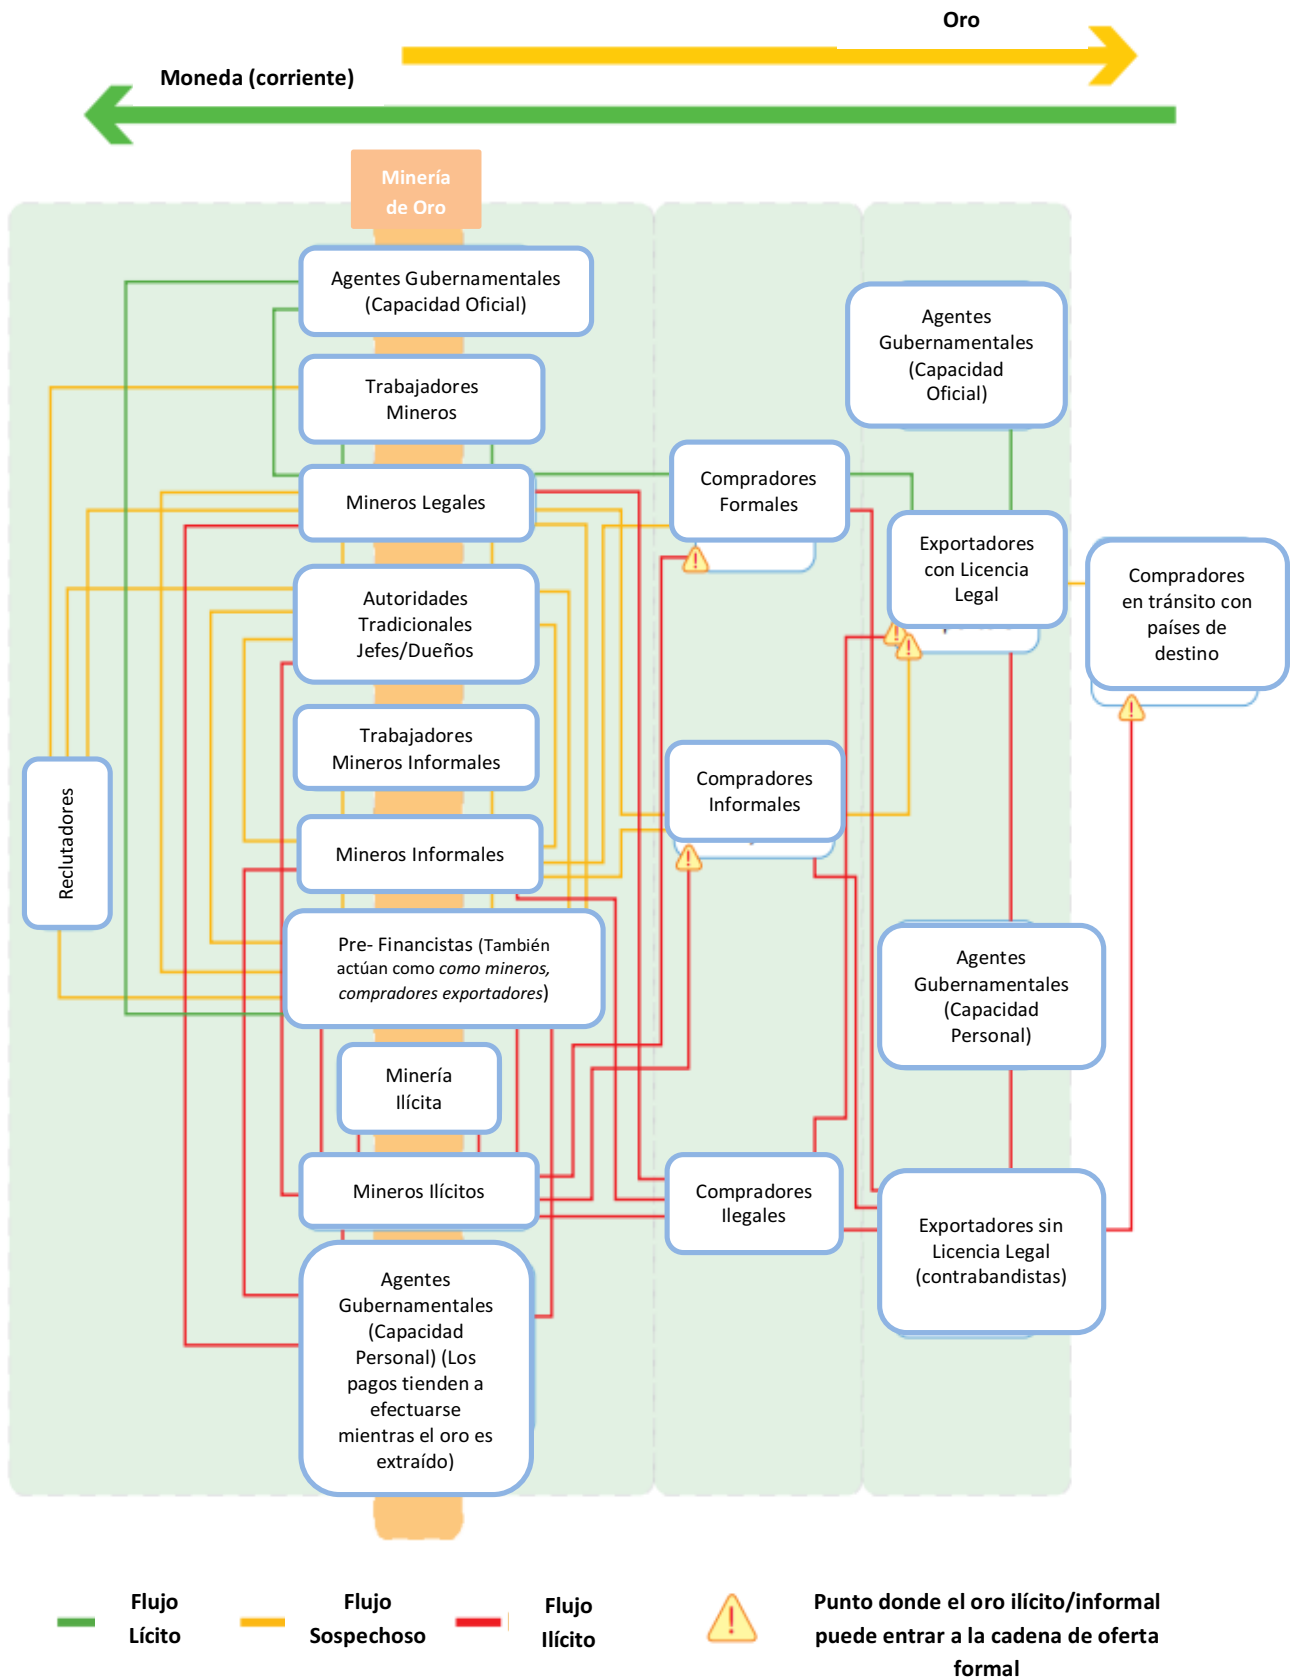 Oro
Moneda (corriente)
Minería
de Oro
Agentes Gubernamentales
(Capacidad Oficial)
Trabajadores
Mineros
Mineros Legales
Autoridades
Tradicionales
Jefes/Dueños
Trabajadores
Mineros Informales
Mineros Informales
Reclutadores
Pre- Financistas (También
actúan como como mineros,
compradores exportadores)
Minería
Ilícita
Mineros Ilícitos
Agentes
Gubernamentales
(Capacidad
Personal) (Los
pagos tienden a
efectuarse
mientras el oro es
extraído)
Compradores
Formales
Compradores
Informales
Compradores
Ilegales
Agentes
Gubernamentales
(Capacidad
Oficial)
Exportadores
con Licencia
Legal
Agentes
Gubernamentales
(Capacidad
Personal)
Exportadores sin
Licencia Legal
(contrabandistas)
Compradores
en tránsito con
países de
destino
Flujo
Lícito
Flujo
Sospechoso
Flujo
Ilícito
Punto donde el oro ilícito/informal
puede entrar a la cadena de oferta
formal